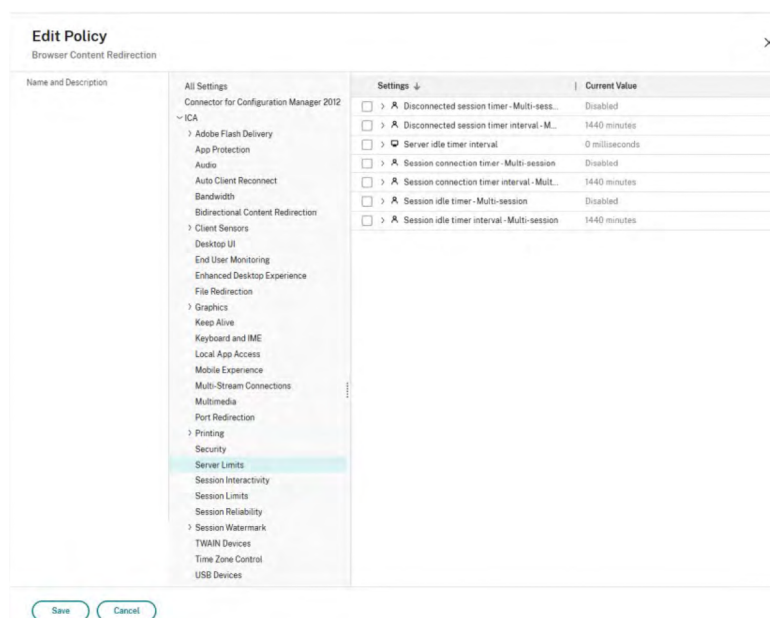 Edit Policy
Browser Content Redirection
Name and Description
All Settings
Connector for Configuration Manager 2012
ICA
Adobe Flash Delivery
App Protection
Audio
Auto Client Reconnect
Bandwidth
Bidirectional Content Redirection
Client Sensors
Desktop UI
End User Monitoring
Enhanced Desktop Experience
File Redirection
Graphics
Keep Alive
Keyboard and IME
Local App Access
Mobile Experience
Multi-Stream Connections
Multimedia
Port Redirection
Printing
Security
Server Limits
Session Interactivity
Session Limits
Session Reliability
Session Watermark
TWAIN Devices
Time Zone Control
USB Devices
Settings ↓ Current Value
Disconnected session timer - Multi-sess... Disabled
Disconnected session timer interval - M... 1440 minutes
Server idle timer interval 0 milliseconds
Session connection timer - Multi-session Disabled
Session connection timer interval - Mult... 1440 minutes
Session idle timer - Multi-session Disabled
Session idle timer interval - Multi-session 1440 minutes
Save Cancel